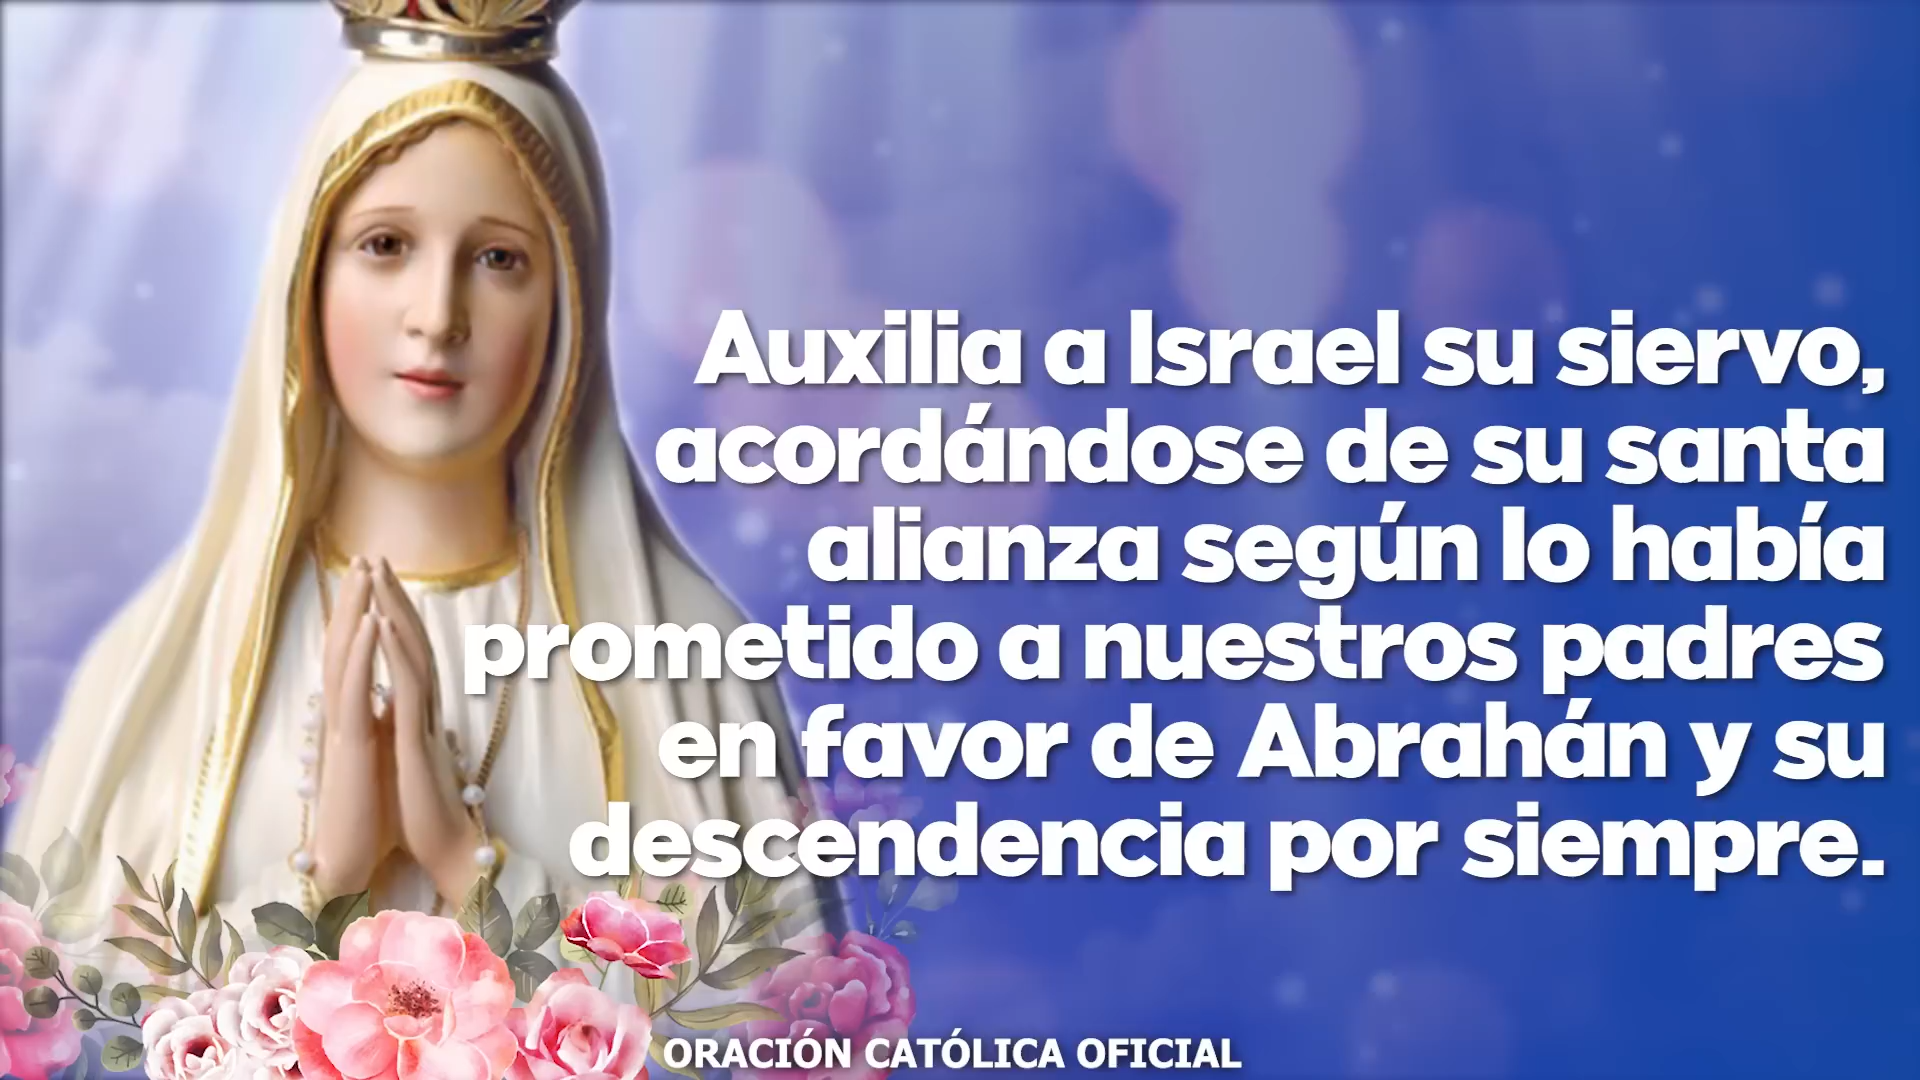 Auxilia a Israel su siervo,
acordándose de su santa
alianza según lo había
prometido a nuestros padres
en favor de Abrahán y su
descendencia por siempre.
ORACIÓN CATÓLICA OFICIAL